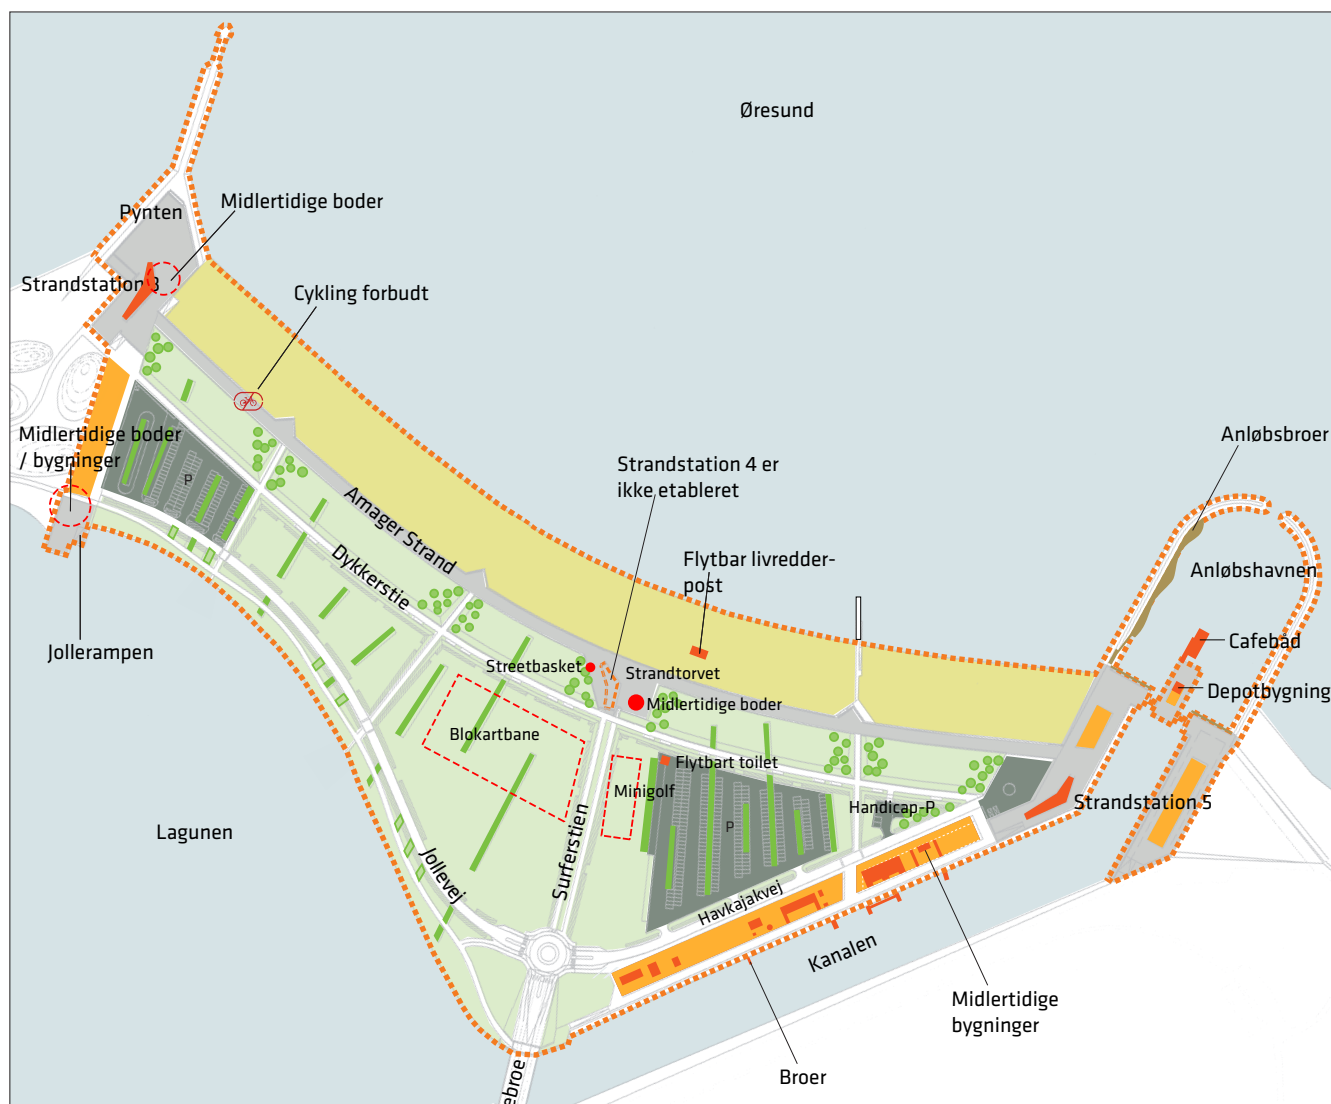 Øresund
Midlertidige boder
Pynten
Strandstation 3
Cykling forbudt
Midlertidige boder
/ bygninger
P
Anløbsbroer
Strandstation 4 er
ikke etableret
Amager Strand
Dykkerstie
Flytbar livredder-
post
Anløbshavnen
Jollerampen
Cafebåd
Streetbasket
Strandtorvet
Depotbygning
Midlertidige boder
Blokartbane
Flytbart toilet
Minigolf
Handicap-P
Strandstation 5
P
Lagunen
Jollevej
Surferstien
Havkajakvej
Kanalen
Midlertidige
bygninger
Broer
ebroe